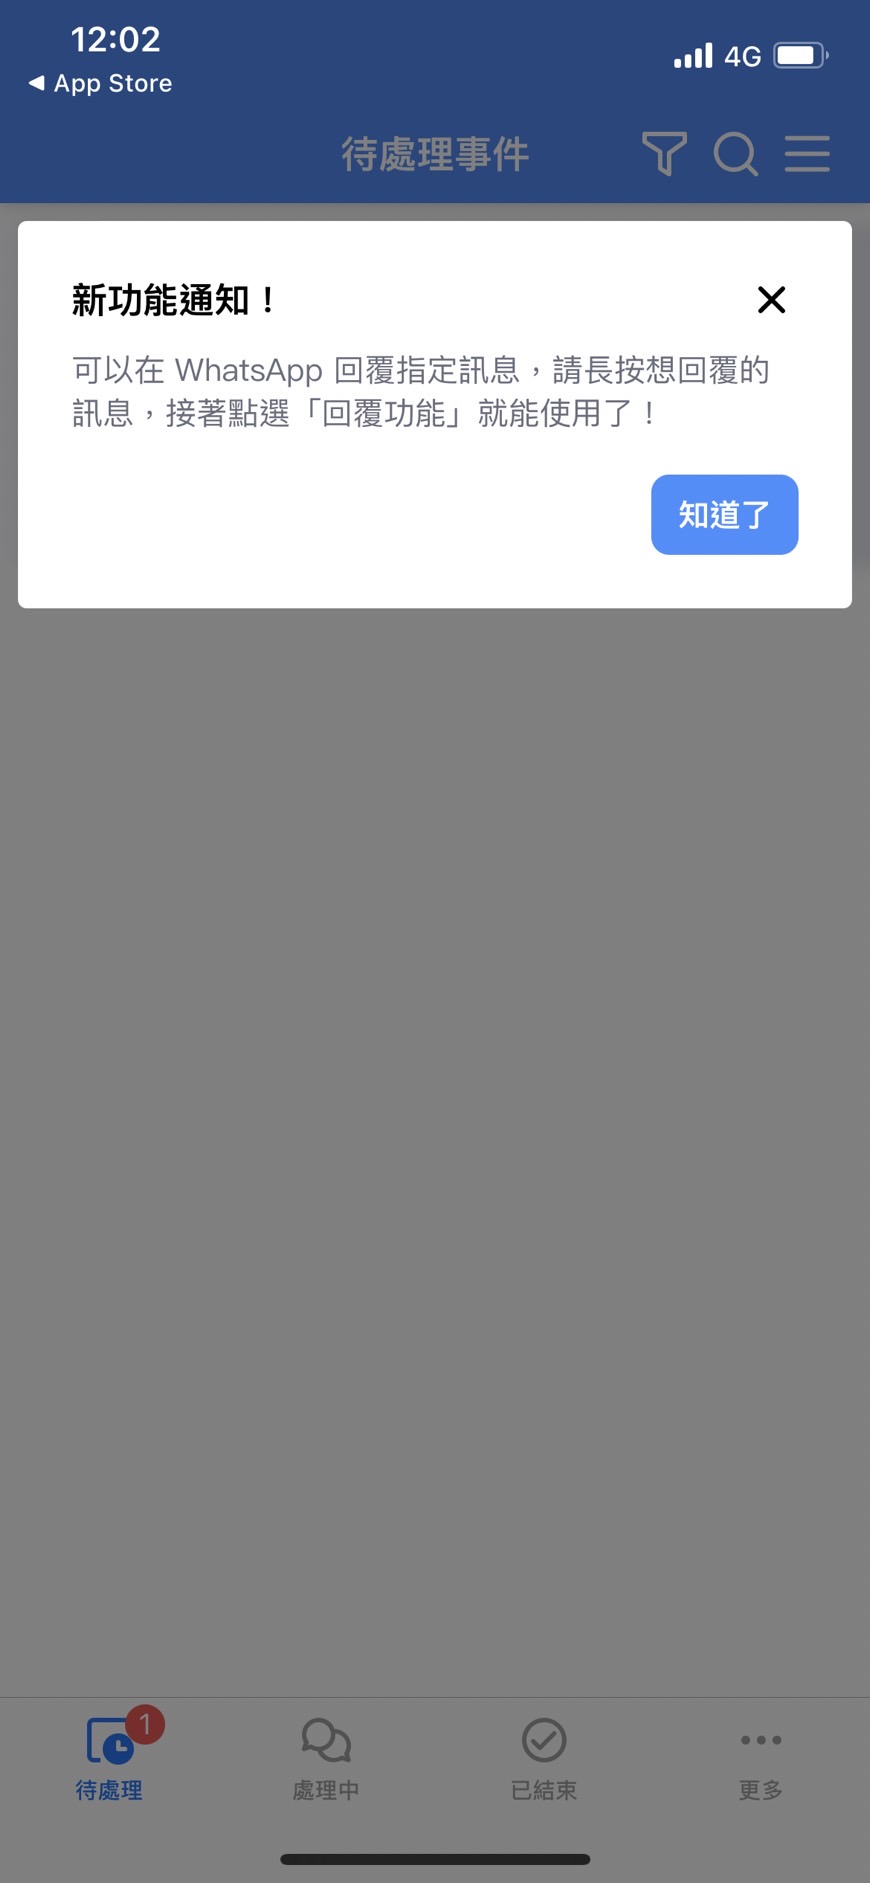 12:02
4G
◀ App Store
待處理事件
新功能通知！
可以在 WhatsApp 回覆指定訊息，請長按想回覆的
訊息，接著點選「回覆功能」就能使用了！
知道了
1
待處理
處理中
已結束
更多